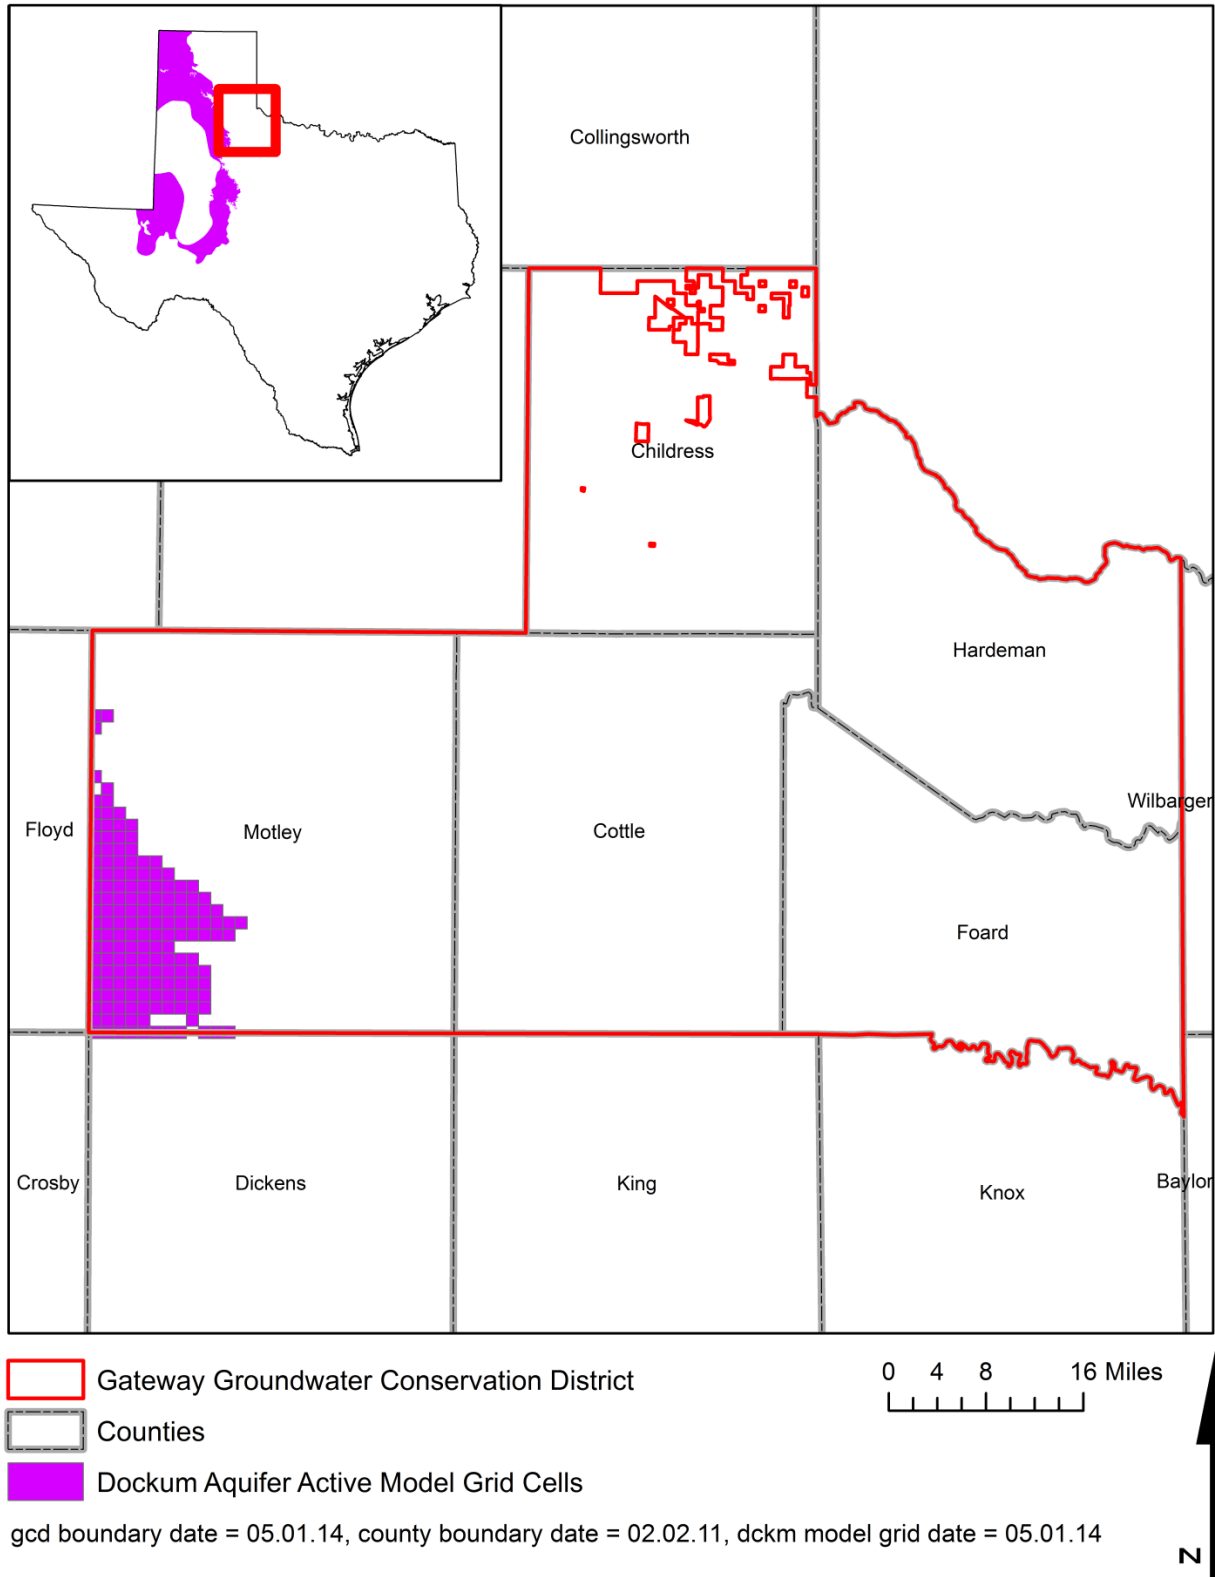 Collingsworth
Childress
Hardeman
Wilbarger
Floyd
Motley
Cottle
Foard
Crosby
Dickens
King
Knox
Baylor
Gateway Groundwater Conservation District
0 4 8 16 Miles
Counties
Dockum Aquifer Active Model Grid Cells
gcd boundary date = 05.01.14, county boundary date = 02.02.11, dckm model grid date = 05.01.14
N